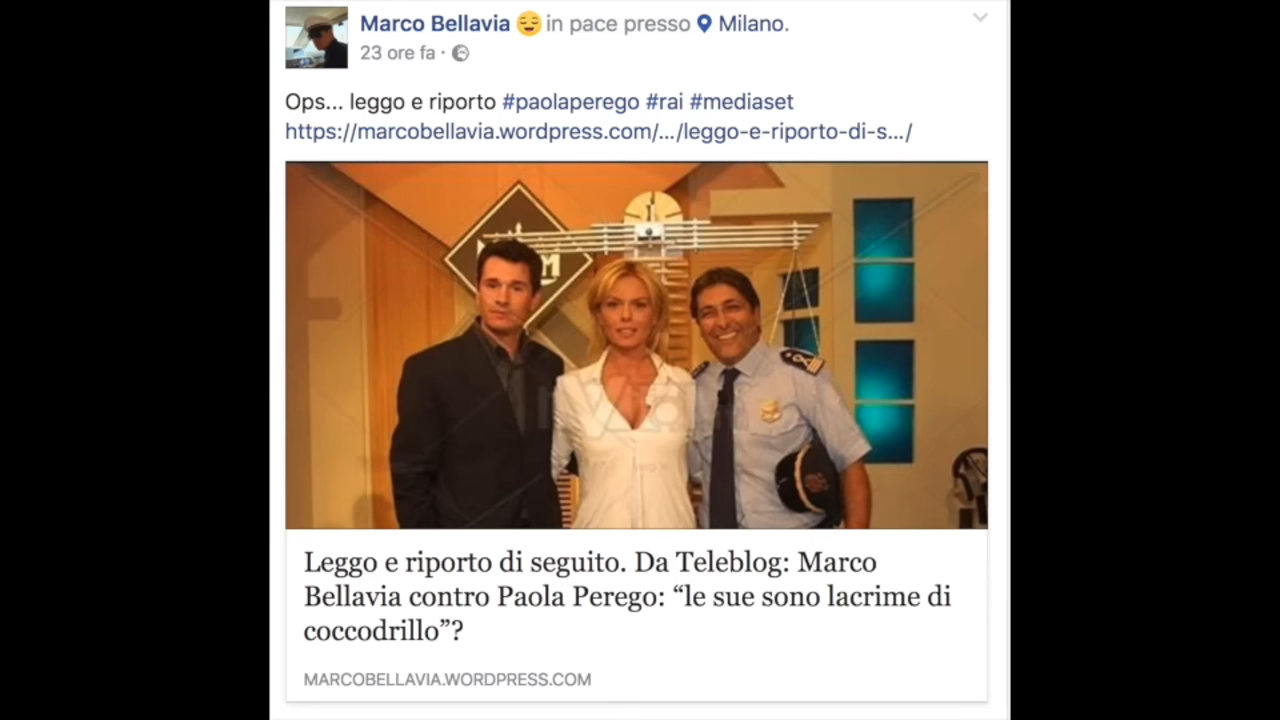 Marco Bellavia 😌 in pace presso Milano.
23 ore fa ·
Ops... leggo e riporto #paolaperego #rai #mediaset
https://marcobellavia.wordpress.com/.../leggo-e-riporto-di-s.../
Leggo e riporto di seguito. Da Teleblog: Marco
Bellavia contro Paola Perego: “le sue sono lacrime di
coccodrillo”?
MARCOBELLAVIA.WORDPRESS.COM